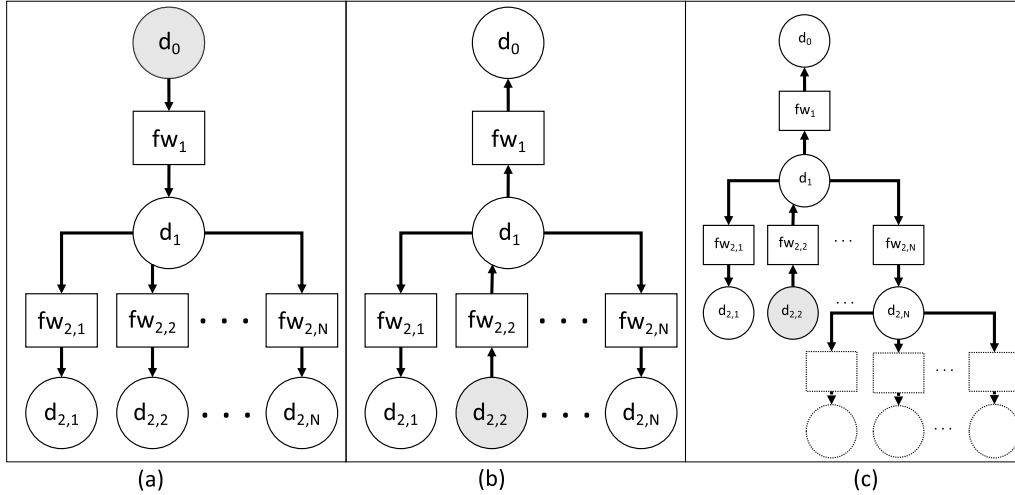 d0
fw1
d1
fw2,1 fw2,2 . . . fw2,N
d2,1 d2,2 . . . d2,N
(a)
d0
fw1
d1
fw2,1 fw2,2 . . . fw2,N
d2,1 d2,2 . . . d2,N
(b)
d0
fw1
d1
fw2,1 fw2,2 . . . fw2,N
d2,1 d2,2 . . . d2,N
. . .
. . .
(c)